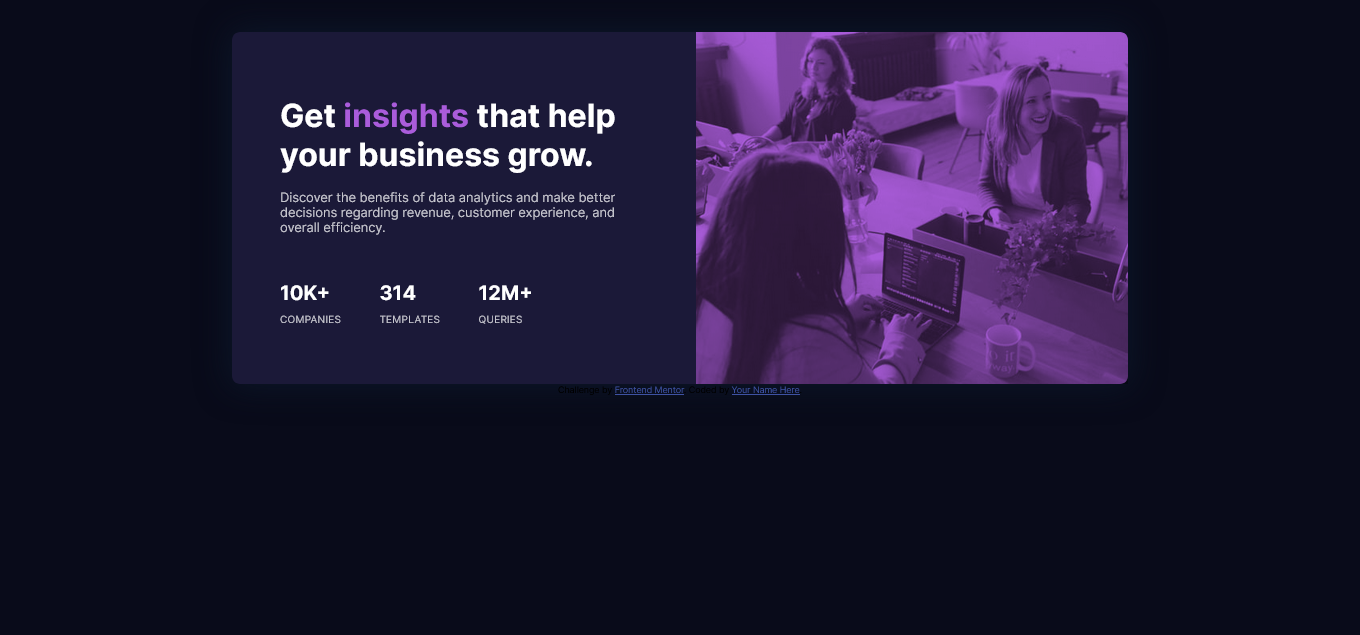 Get insights that help
your business grow.
Discover the benefits of data analytics and make better
decisions regarding revenue, customer experience, and
overall efficiency.
10K+ 314 12M+
COMPANIES TEMPLATES QUERIES
Challenge by Frontend Mentor. Coded by Your Name Here